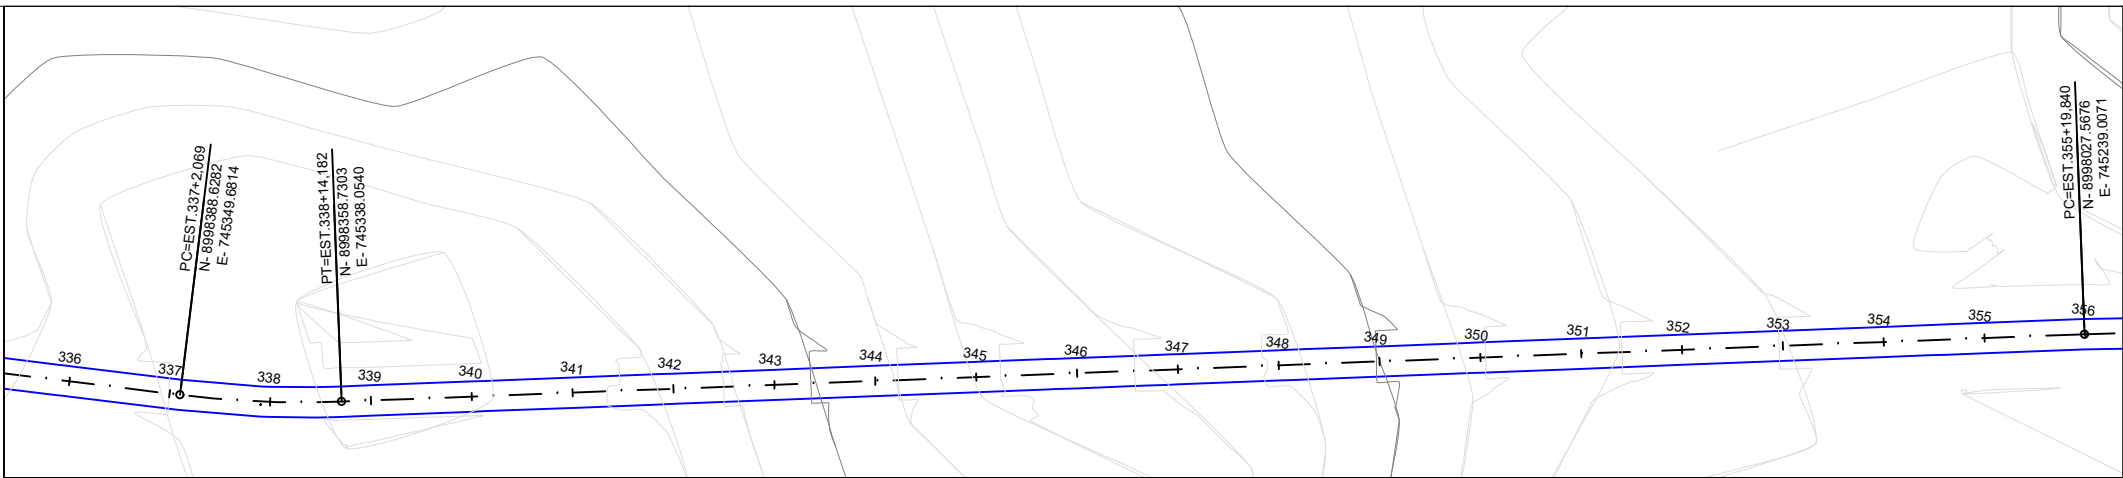 PC=EST.337+2,069
N- 8998388.6282
E- 745349.6814
PT=EST.338+14,182
N- 8998358.7303
E- 745338.0540
PC=EST.355+19,840
N- 8998027.5676
E- 745239.0071
336
337
338
339
340
341
342
343
344
345
346
347
348
349
350
351
352
353
354
355
356